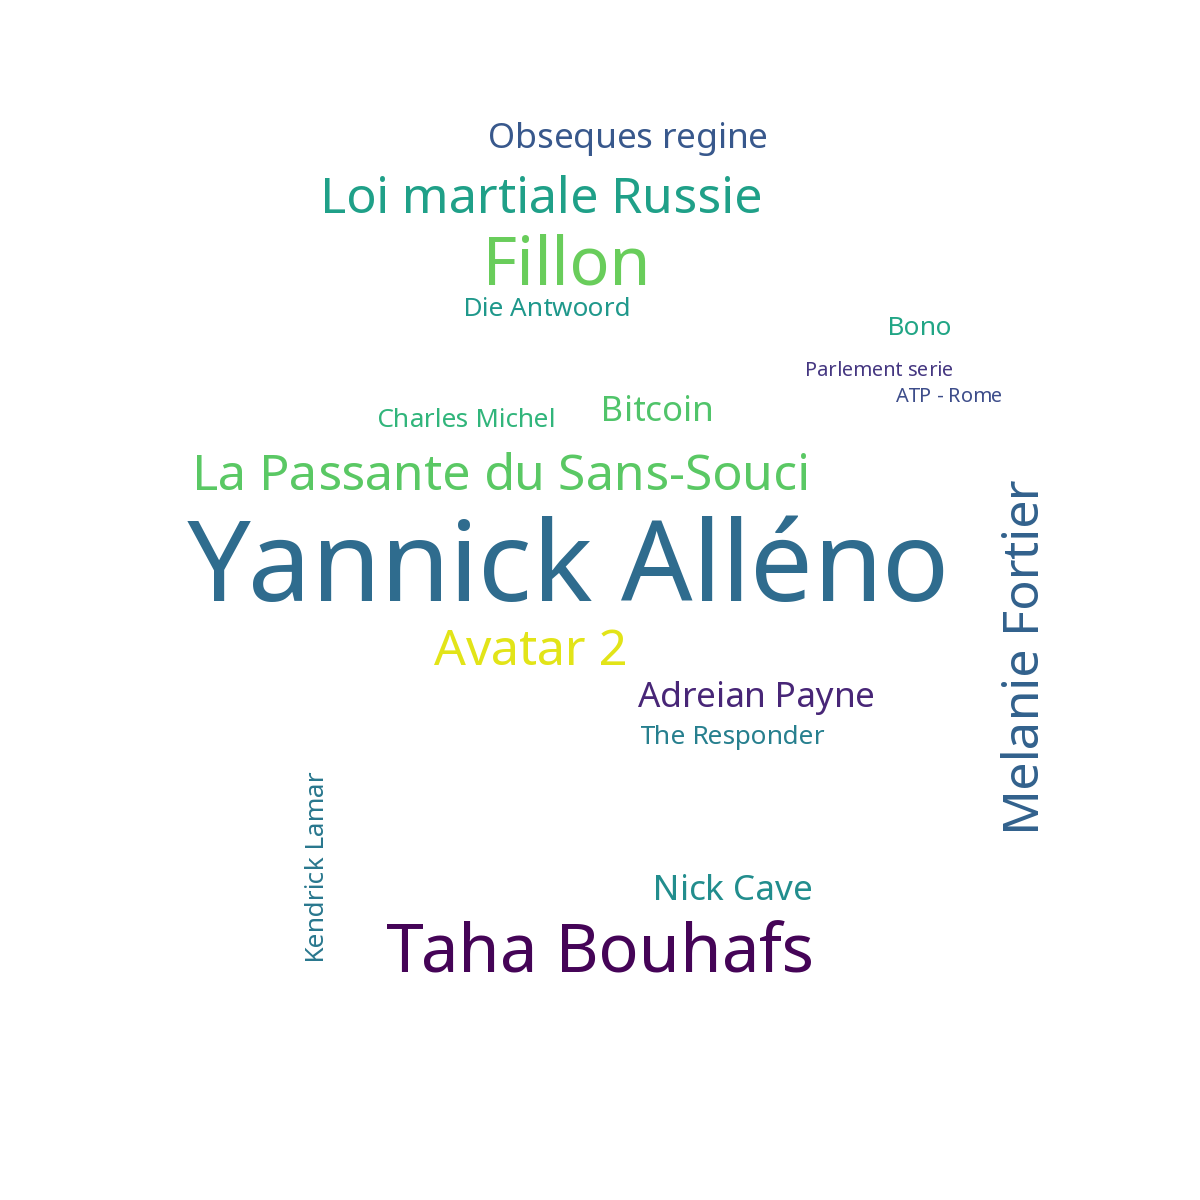 Obseques regine
Loi martiale Russie
Fillon
Die Antwoord
Bono
Parlement serie
ATP - Rome
Bitcoin
Charles Michel
La Passante du Sans-Souci
Yannick Alléno
Melanie Fortier
Avatar 2
Adreian Payne
The Responder
Kendrick Lamar
Nick Cave
Taha Bouhafs